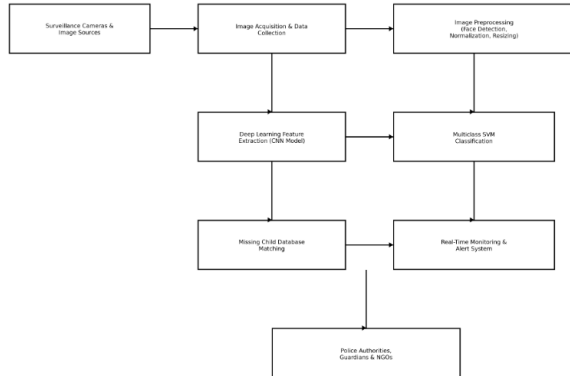 Surveillance Cameras &
Image Sources
Image Acquisition & Data
Collection
Image Preprocessing
(Face Detection,
Normalization, Resizing)
Deep Learning Feature
Extraction (CNN Model)
Multiclass SVM
Classification
Missing Child Database
Matching
Real-Time Monitoring &
Alert System
Police Authorities,
Guardians & NGOs